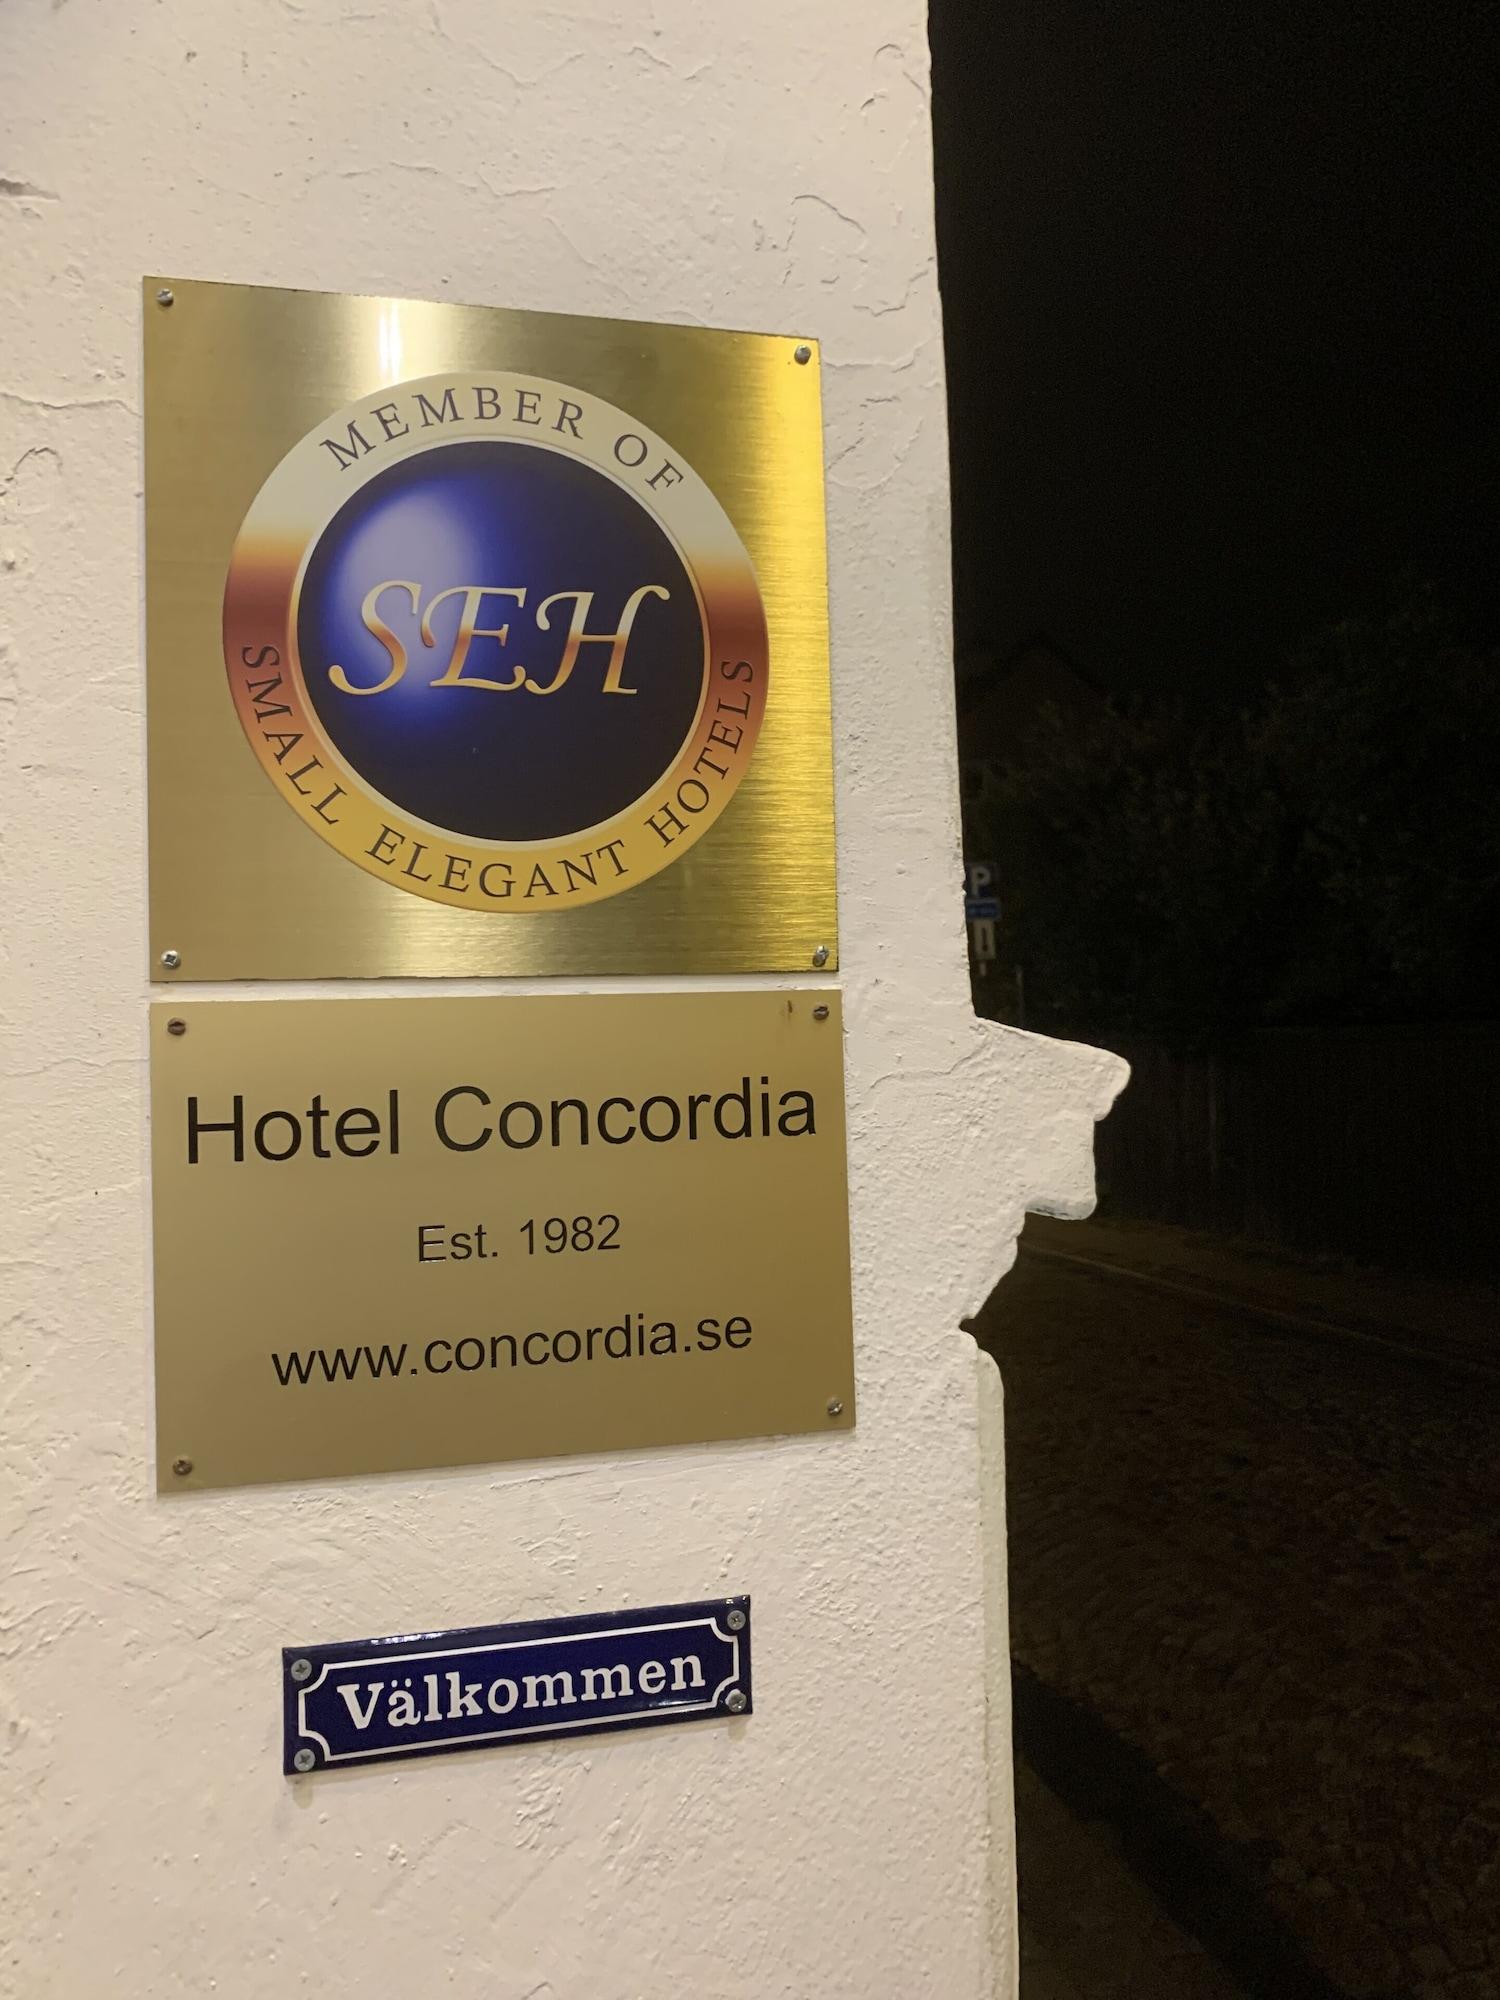 MEMBER OF
SEH
SMALL ELEGANT HOTELS
Hotel Concordia
Est. 1982
www.concordia.se
Välkommen
P